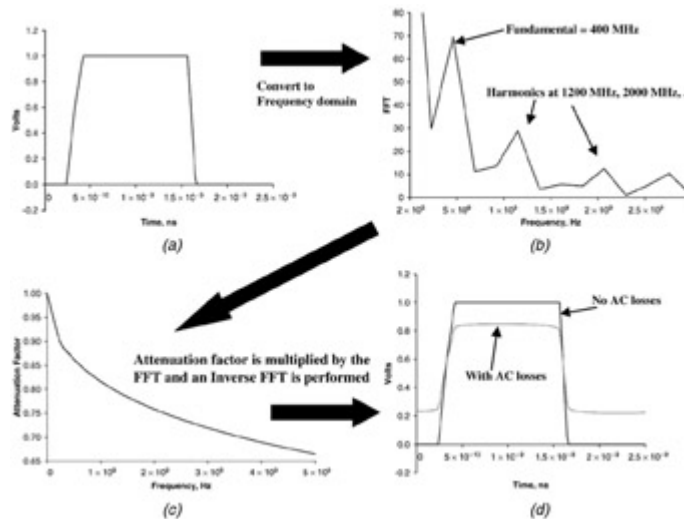 1.2
1.0
0.8
0.6
0.4
0.2
0.0
-0.2
Volts
0
5 × 10⁻¹⁰
1 × 10⁻⁹
1.5 × 10⁻⁹
2 × 10⁻⁹
2.5 × 10⁻⁹
Time, ns
(a)
Convert to
Frequency domain
80
70
60
50
40
30
20
10
0
FFT
Fundamental = 400 MHz
Harmonics at 1200 MHz, 2000 MHz,
Frequency, Hz
(b)
1.00
0.95
0.90
0.85
0.80
0.75
0.70
0.65
Attenuation Factor
0
1 × 10⁹
2 × 10⁹
3 × 10⁹
4 × 10⁹
5 × 10⁹
Frequency, Hz
(c)
Attenuation factor is multiplied by the
FFT and an Inverse FFT is performed
1.2
1.0
0.8
0.6
0.4
0.2
0.0
-0.2
Volts
No AC losses
With AC losses
0
5 × 10⁻¹⁰
1 × 10⁻⁹
1.5 × 10⁻⁹
2 × 10⁻⁹
2.5 × 10⁻⁹
Time, ns
(d)